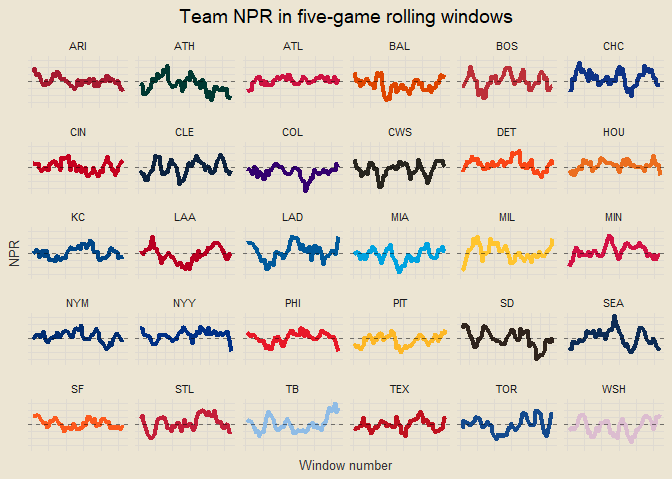 Team NPR in five-game rolling windows
ARI ATH ATL BAL BOS CHC
CIN CLE COL CWS DET HOU
KC LAA LAD MIA MIL MIN
NPR
NYM NYY PHI PIT SD SEA
SF STL TB TEX TOR WSH
Window number